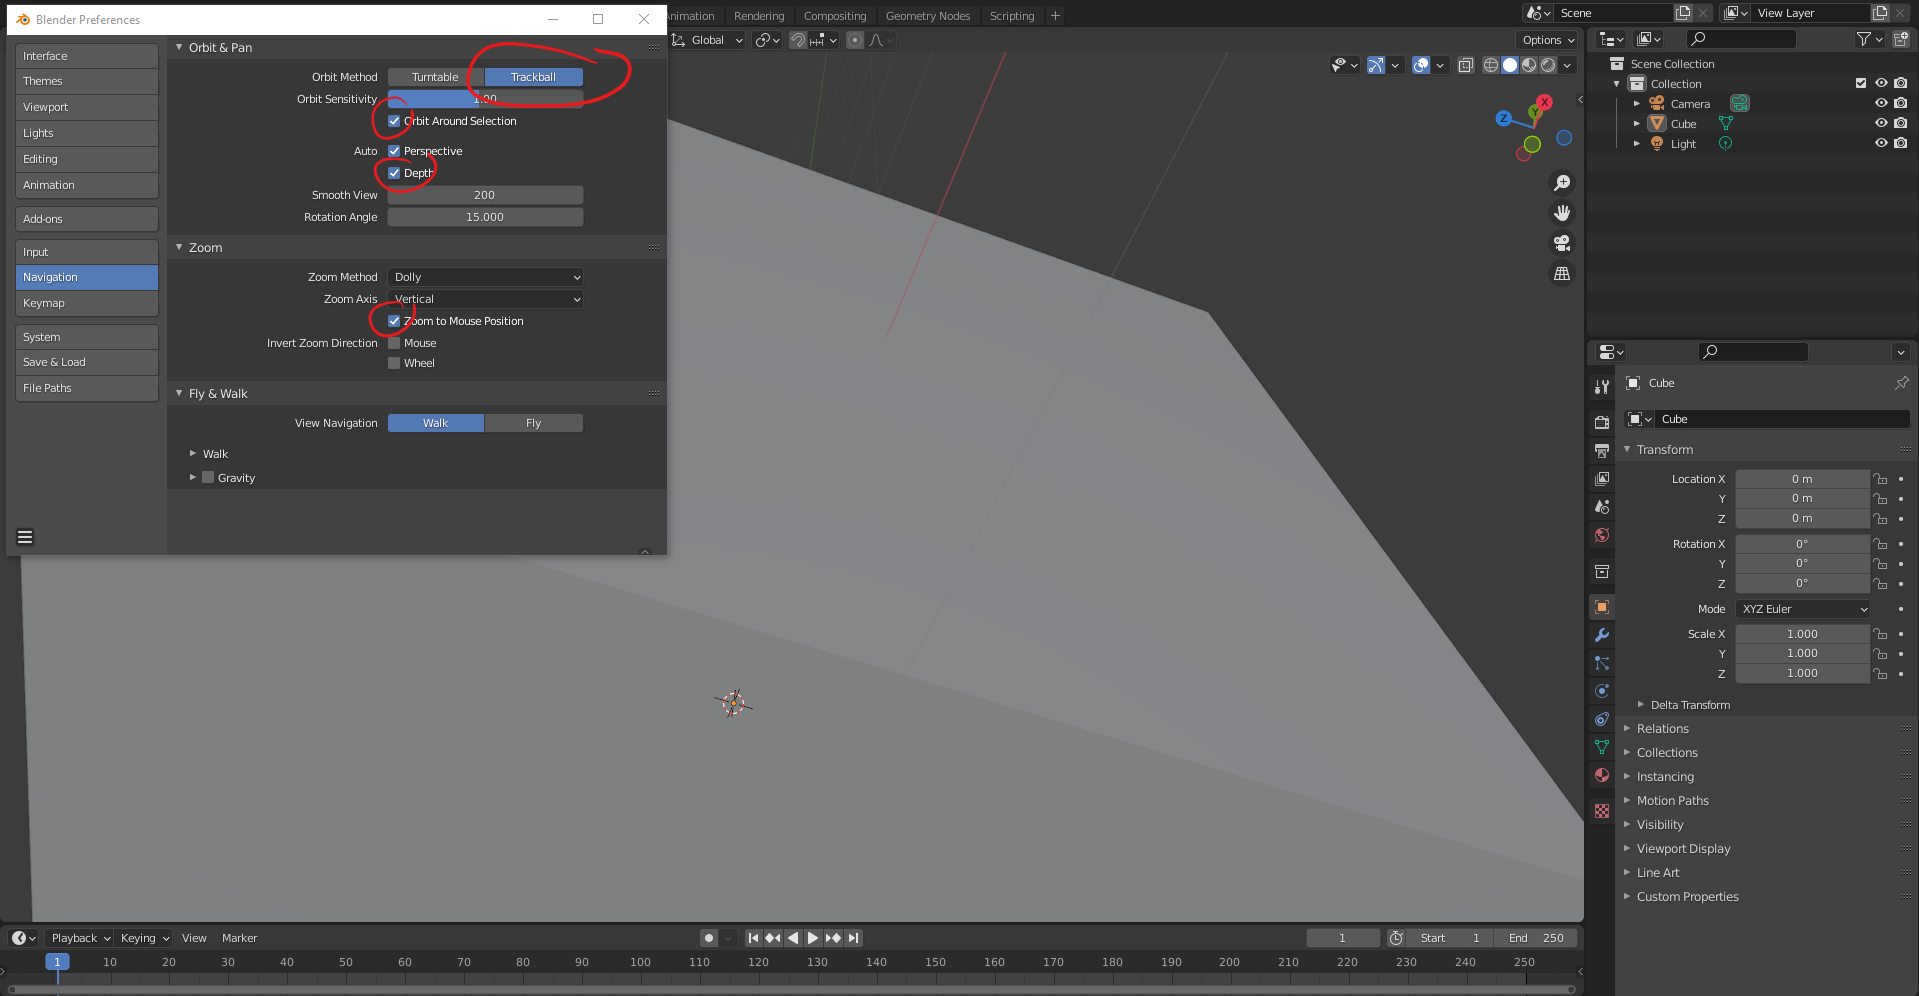 Blender Preferences
Interface
Themes
Viewport
Lights
Editing
Animation
Add-ons
Input
Navigation
Keymap
System
Save & Load
File Paths
Orbit & Pan
Orbit Method Turntable Trackball
Orbit Sensitivity 1.00
Orbit Around Selection
Auto Perspective
Depth
Smooth View 200
Rotation Angle 15.000
Zoom
Zoom Method Dolly
Zoom Axis Vertical
Zoom to Mouse Position
Invert Zoom Direction Mouse
Wheel
Fly & Walk
View Navigation Walk Fly
Walk
Gravity
nimation Rendering Compositing Geometry Nodes Scripting +
Global
Options
X
Y
Z
Scene View Layer
Scene Collection
Collection
Camera
Cube
Light
Cube
Cube
Transform
Location X 0 m
Y 0 m
Z 0 m
Rotation X 0°
Y 0°
Z 0°
Mode XYZ Euler
Scale X 1.000
Y 1.000
Z 1.000
Delta Transform
Relations
Collections
Instancing
Motion Paths
Visibility
Viewport Display
Line Art
Custom Properties
Playback Keying View Marker
1 Start 1 End 250
1 10 20 30 40 50 60 70 80 90 100 110 120 130 140 150 160 170 180 190 200 210 220 230 240 250